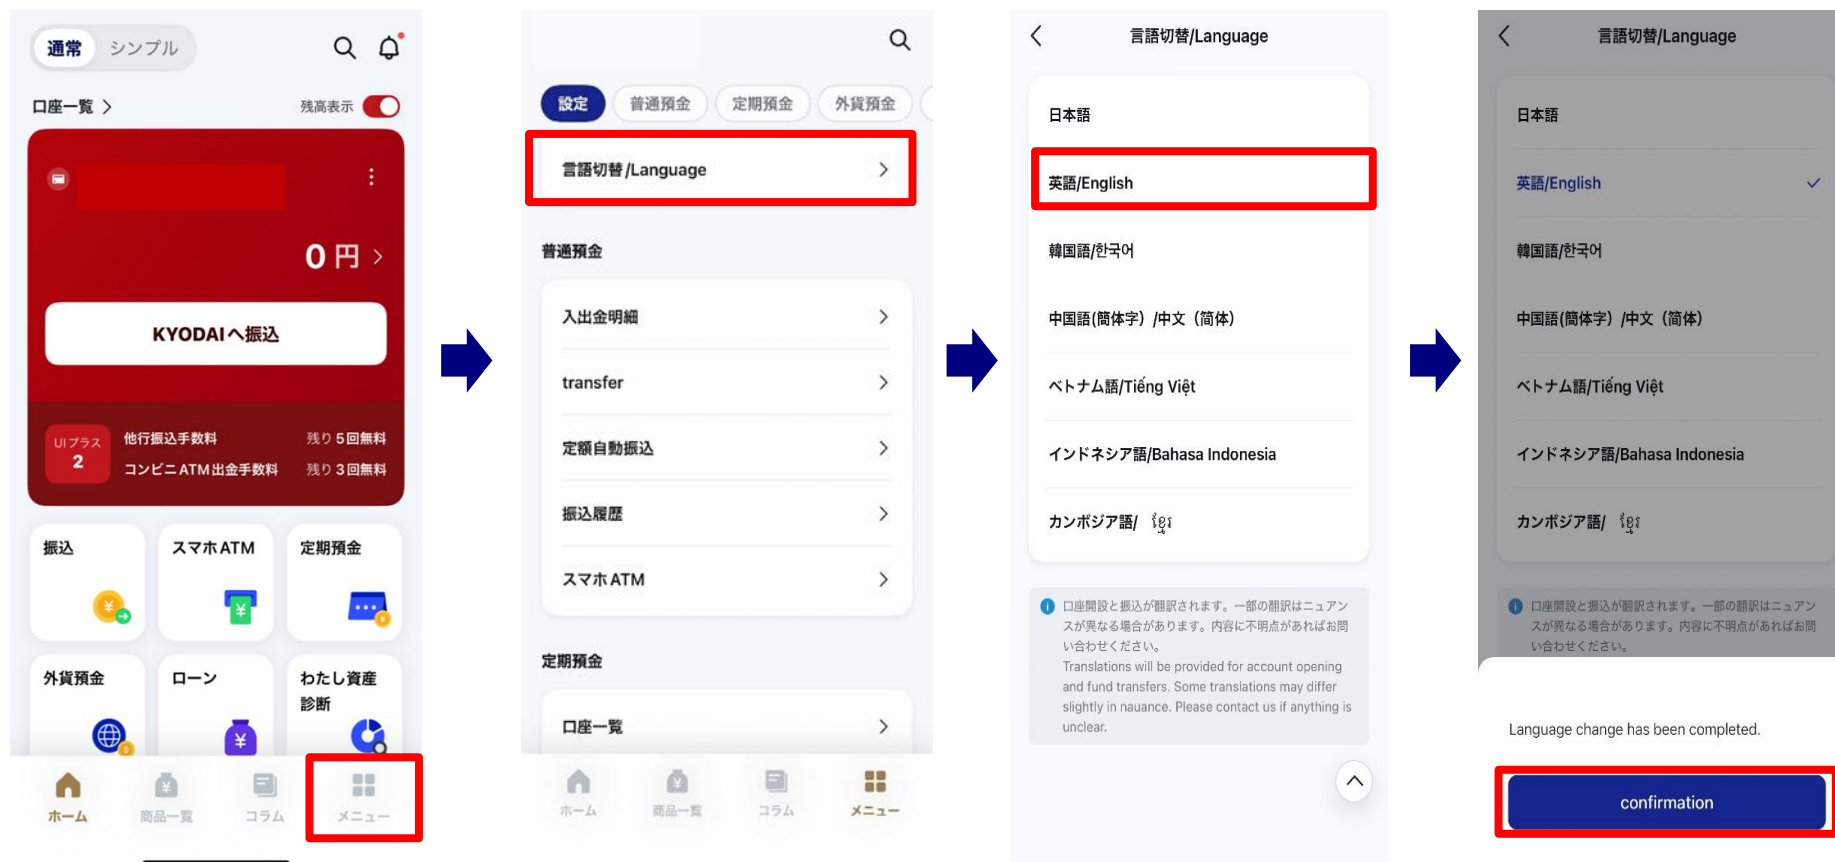 通常 シンプル
口座一覧
残高表示
0 円
KYODAIへ振込
UIプラス
2
他行振込手数料 残り 5回無料
コンビニATM出金手数料 残り 3回無料
振込
スマホATM
定期預金
外貨預金
ローン
わたし資産
診断
ホーム
商品一覧
コラム
メニュー
設定
普通預金
定期預金
外貨預金
言語切替/Language
普通預金
入出金明細
transfer
定額自動振込
振込履歴
スマホATM
定期預金
口座一覧
ホーム
商品一覧
コラム
メニュー
言語切替/Language
日本語
英語/English
韓国語/한국어
中国語(簡体字）/中文（简体）
ベトナム語/Tiếng Việt
インドネシア語/Bahasa Indonesia
カンボジア語/ ខ្មែរ
口座開設と振込が翻訳されます。一部の翻訳はニュアン
スが異なる場合があります。内容に不明点があればお問
い合わせください。
Translations will be provided for account opening
and fund transfers. Some translations may differ
slightly in nauance. Please contact us if anything is
unclear.
言語切替/Language
日本語
英語/English
韓国語/한국어
中国語(簡体字）/中文（简体）
ベトナム語/Tiếng Việt
インドネシア語/Bahasa Indonesia
カンボジア語/ ខ្មែរ
口座開設と振込が翻訳されます。一部の翻訳はニュアン
スが異なる場合があります。内容に不明点があればお問
い合わせください。
Language change has been completed.
confirmation